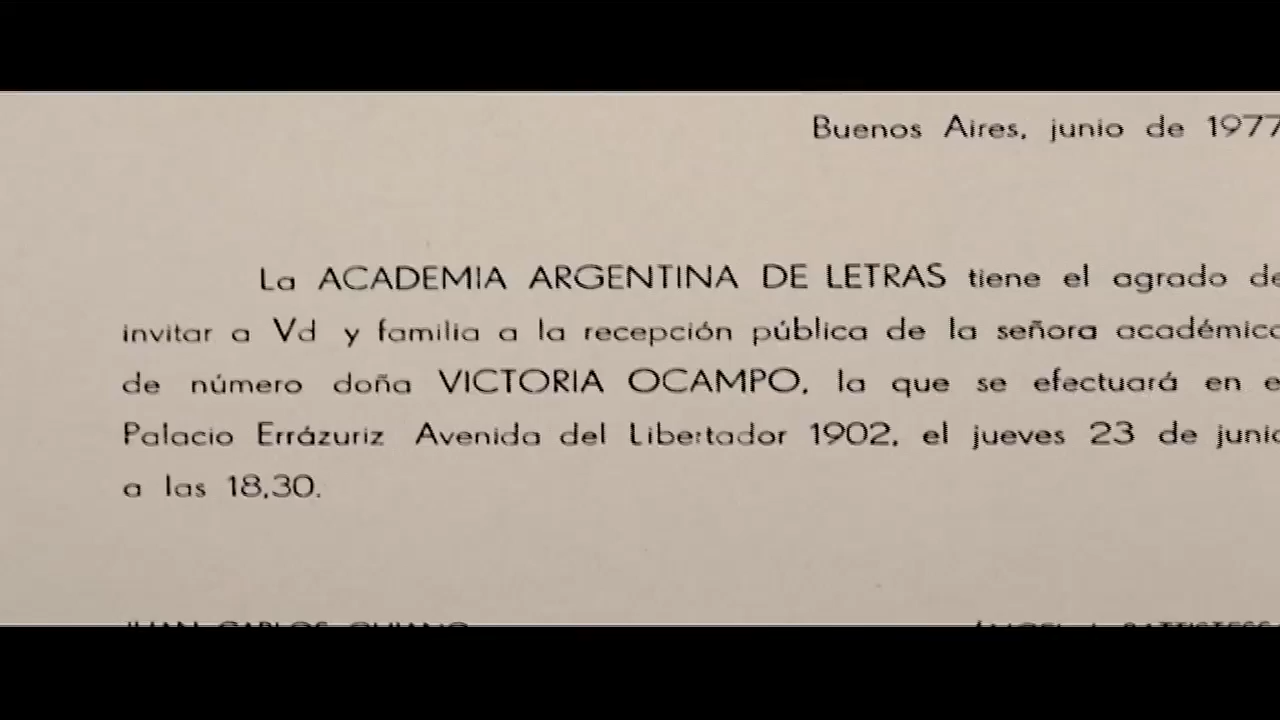 Buenos Aires, junio de 1977
La ACADEMIA ARGENTINA DE LETRAS tiene el agrado de
invitar a Vd y familia a la recepción pública de la señora académica
de número doña VICTORIA OCAMPO, la que se efectuará en e
Palacio Errázuriz Avenida del Libertador 1902, el jueves 23 de junio
a las 18,30.